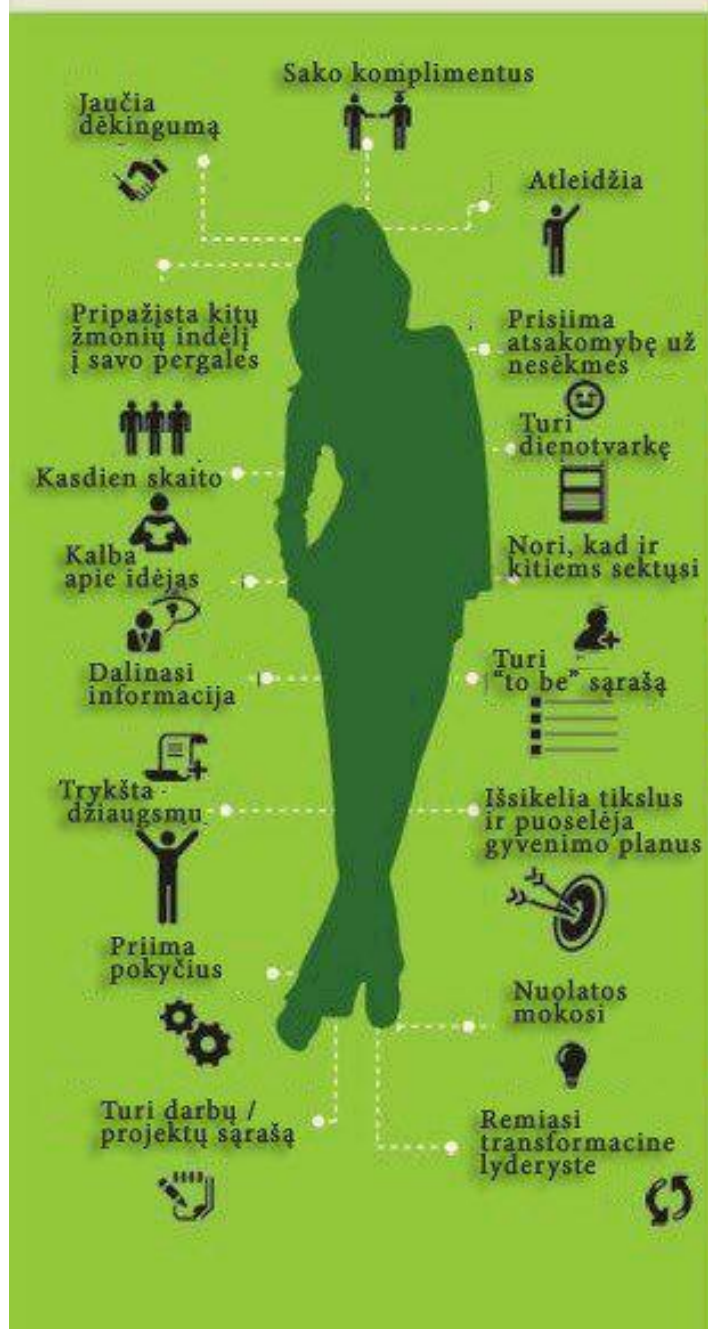 Sako komplimentus
Jaučia
dėkingumą
Atleidžia
Pripažįsta kitų
žmonių indėlį
į savo pergales
Prisiima
atsakomybę už
nesėkmes
Turi
dienotvarkę
Kasdien skaito
Nori, kad ir
kitiems sektųsi
Kalba
apie idėjas
Turi
"to be" sąrašą
Dalinasi
informacija
Trykšta
džiaugsmu
Išsikelia tikslus
ir puoselėja
gyvenimo planus
Priima
pokyčius
Nuolatos
mokosi
Turi darbų /
projektų sąrašą
Remiasi
transformacine
lyderyste